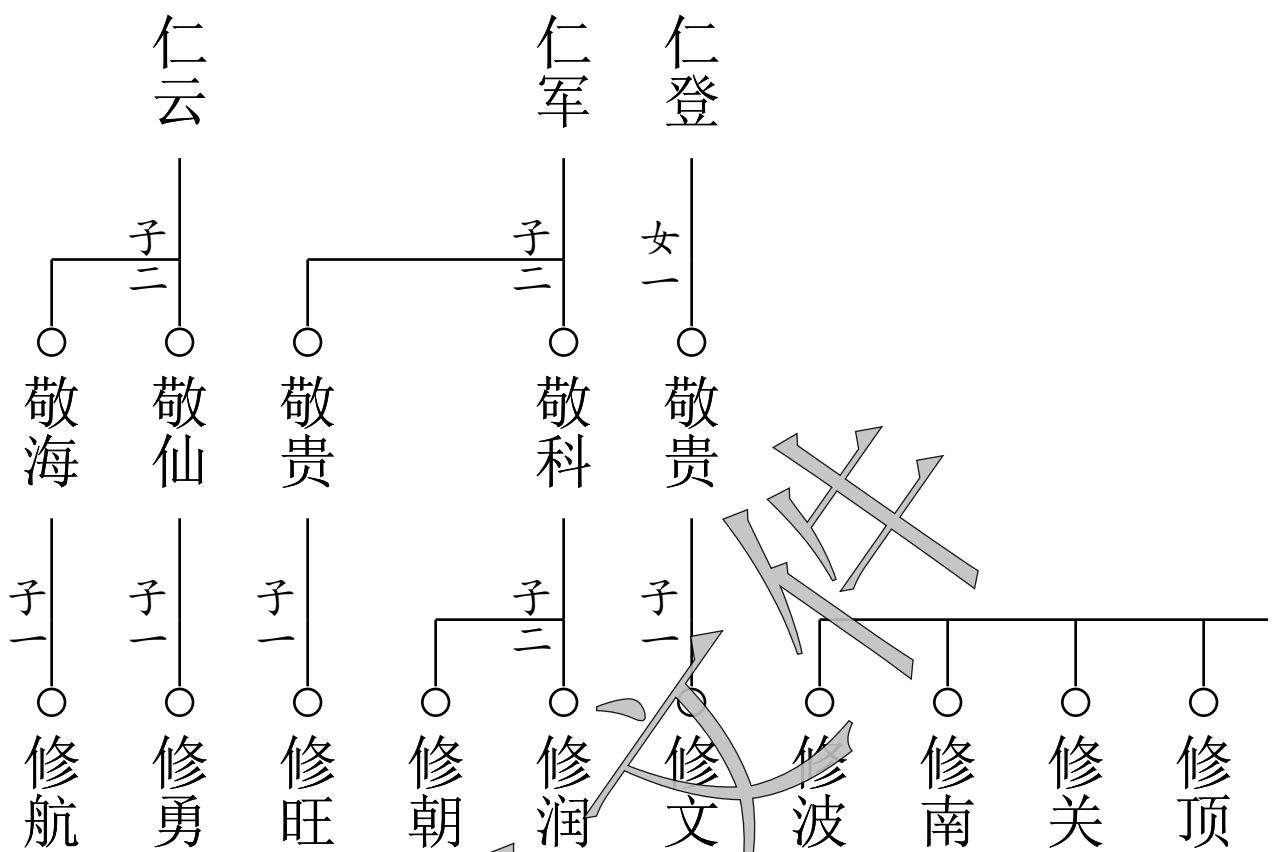 仁云
仁军
仁登
子二
子二
女一
敬海
敬仙
敬贵
敬科
敬贵
子一
子一
子一
子二
子一
修航
修勇
修旺
修朝
修润
修文
修波
修南
修关
修顶